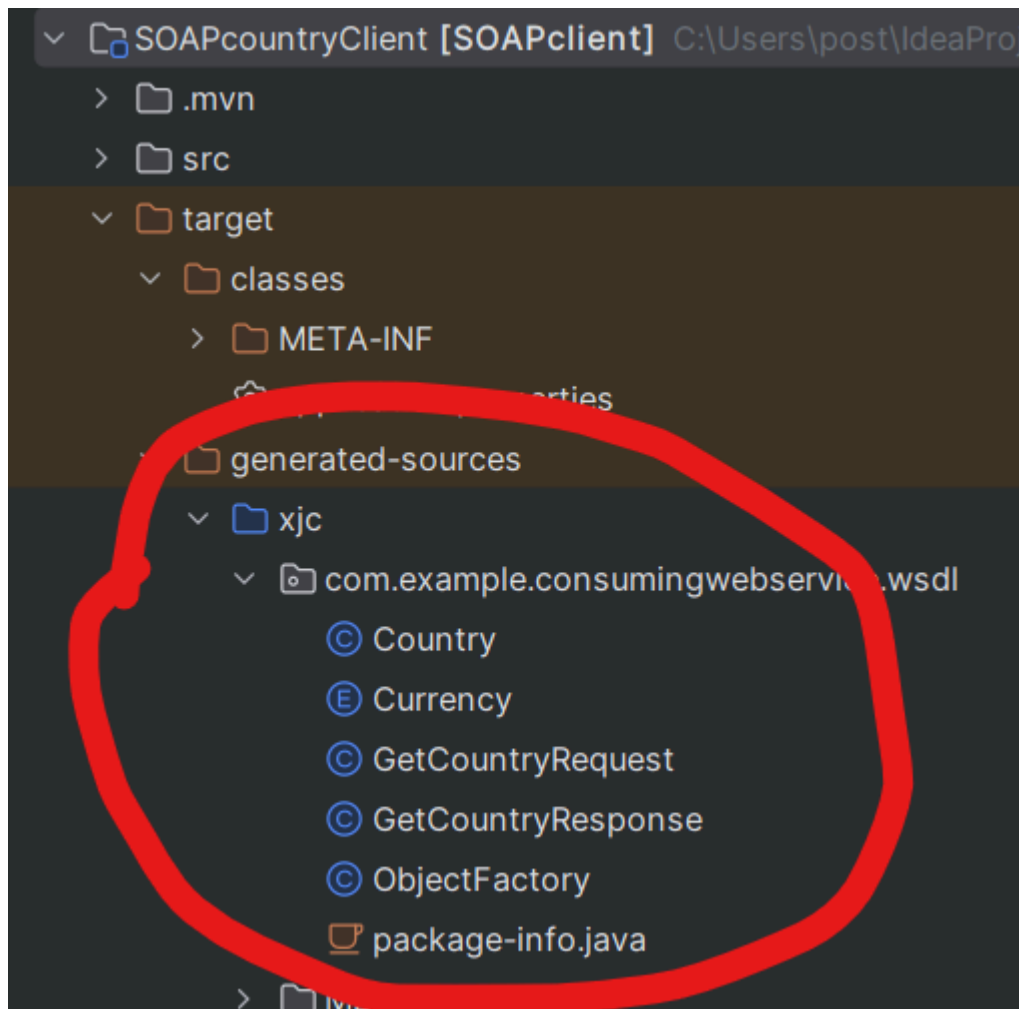 SOAPcountryClient [SOAPclient] C:\Users\post\IdeaPro
.mvn
src
target
classes
META-INF
generated-sources
xjc
com.example.consumingwebservice.wsdl
Country
Currency
GetCountryRequest
GetCountryResponse
ObjectFactory
package-info.java